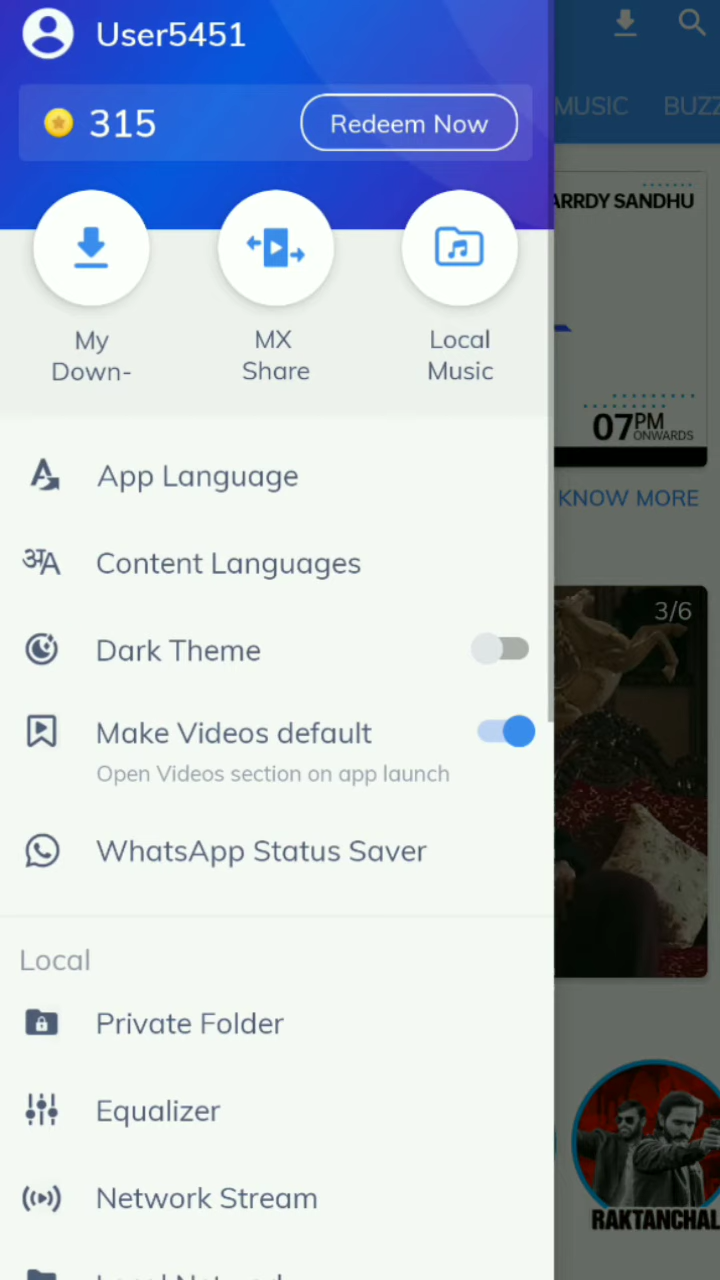 User5451
315
Redeem Now
MUSIC
ARRDY SANDHU
My
Down-
MX
Share
Local
Music
07 PM
ONWARDS
App Language
KNOW MORE
Content Languages
3/6
Dark Theme
Make Videos default
Open Videos section on app launch
WhatsApp Status Saver
Local
Private Folder
Equalizer
Network Stream
RAKTANCHAL